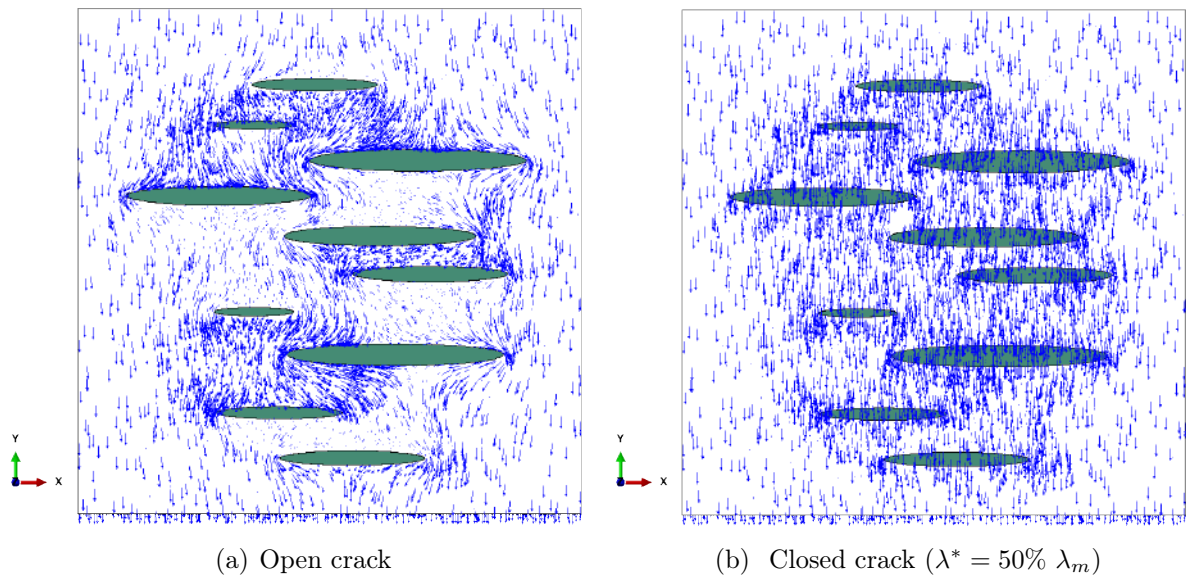 Y
X
Y
X
(a) Open crack
(b) Closed crack (λ* = 50% λm)